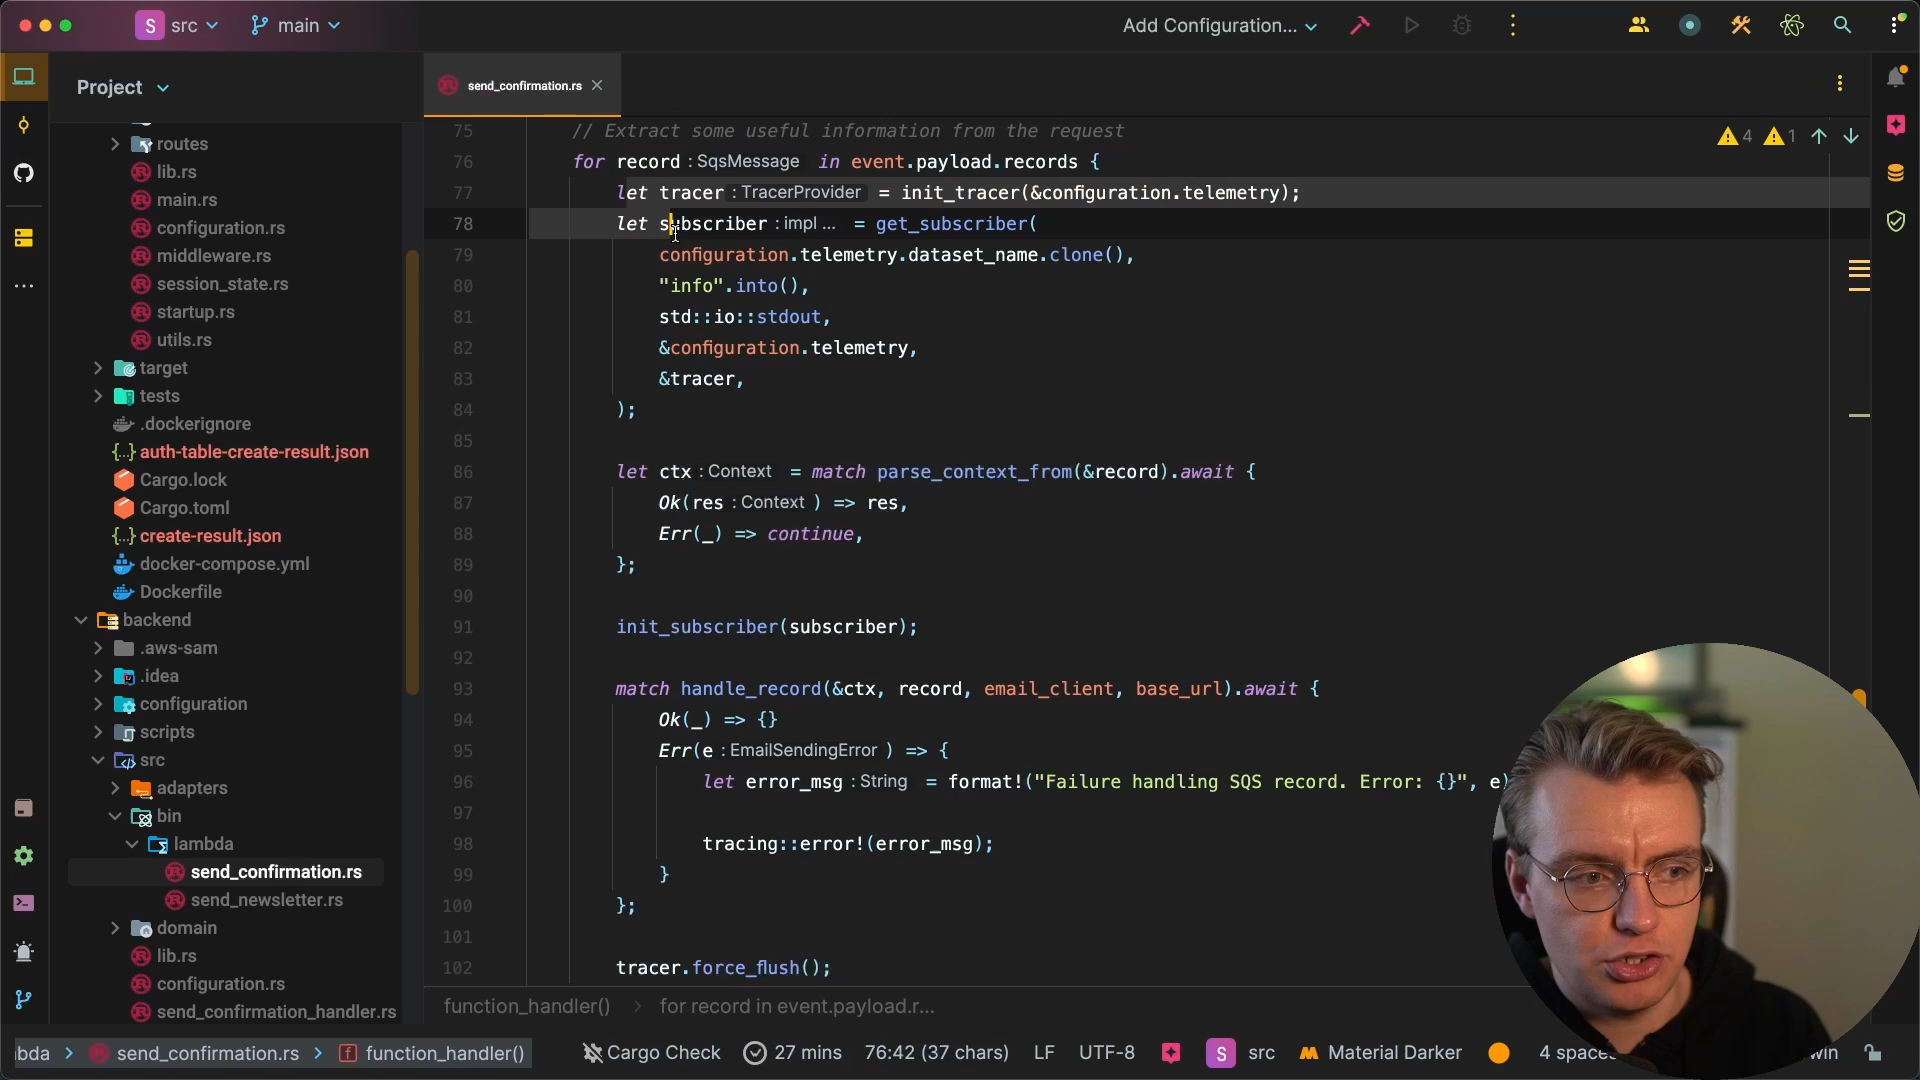 S src main Add Configuration...
Project
send_confirmation.rs
routes
lib.rs
main.rs
configuration.rs
middleware.rs
session_state.rs
startup.rs
utils.rs
target
tests
.dockerignore
auth-table-create-result.json
Cargo.lock
Cargo.toml
create-result.json
docker-compose.yml
Dockerfile
backend
.aws-sam
.idea
configuration
scripts
src
adapters
bin
lambda
send_confirmation.rs
send_newsletter.rs
domain
lib.rs
configuration.rs
send_confirmation_handler.rs
4 1
75 // Extract some useful information from the request
76 for record : SqsMessage in event.payload.records {
77 let tracer : TracerProvider = init_tracer(&configuration.telemetry);
78 let subscriber : impl ... = get_subscriber(
79 configuration.telemetry.dataset_name.clone(),
80 "info".into(),
81 std::io::stdout,
82 &configuration.telemetry,
83 &tracer,
84 );
85
86 let ctx : Context = match parse_context_from(&record).await {
87 Ok(res : Context ) => res,
88 Err(_) => continue,
89 };
90
91 init_subscriber(subscriber);
92
93 match handle_record(&ctx, record, email_client, base_url).await {
94 Ok(_) => {}
95 Err(e : EmailSendingError ) => {
96 let error_msg : String = format!("Failure handling SQS record. Error: {}", e)
97
98 tracing::error!(error_msg);
99 }
100 };
101
102 tracer.force_flush();
function_handler() > for record in event.payload.r...
bda > send_confirmation.rs > f function_handler() Cargo Check 27 mins 76:42 (37 chars) LF UTF-8 S src Material Darker 4 spaces